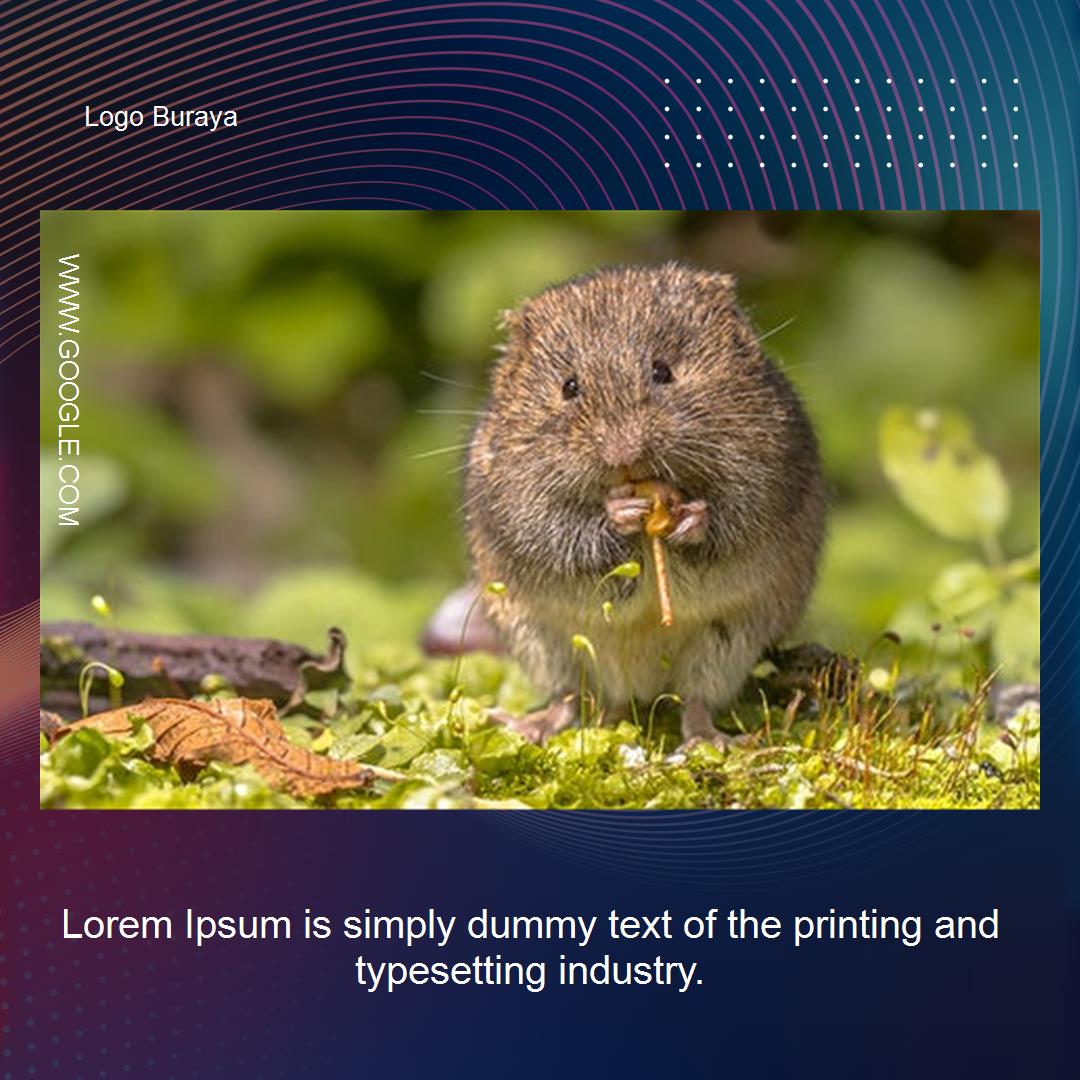 Logo Buraya
WWW.GOOGLE.COM
Lorem Ipsum is simply dummy text of the printing and
typesetting industry.